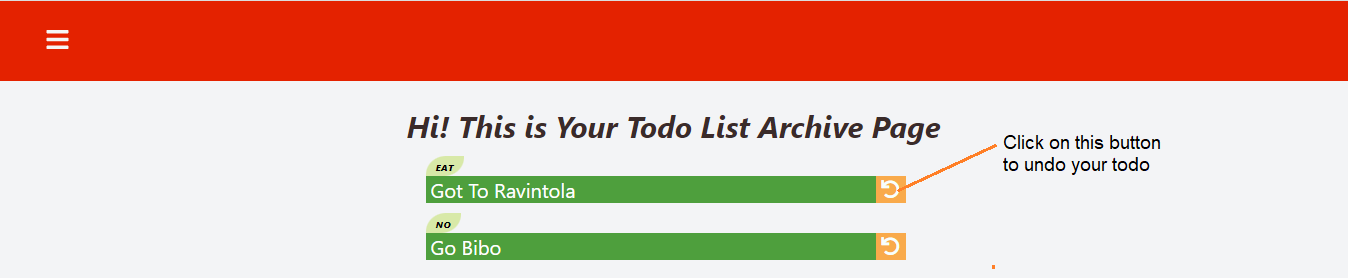 Hi! This is Your Todo List Archive Page
Click on this button
to undo your todo
EAT
Got To Ravintola
NO
Go Bibo